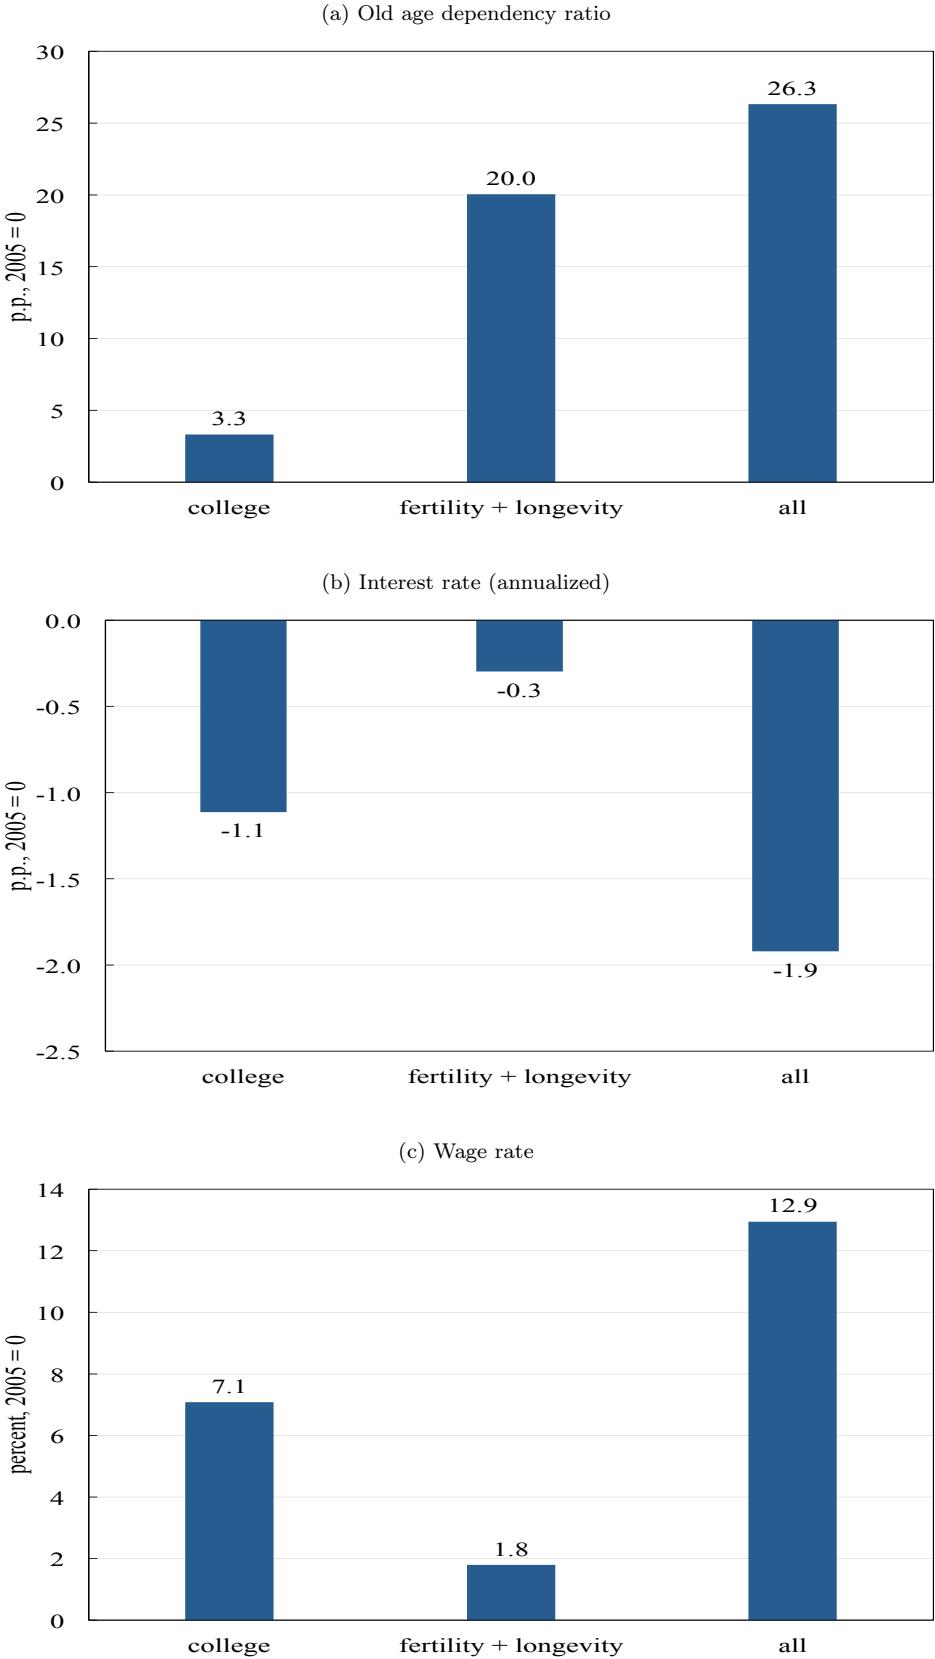 (a) Old age dependency ratio
30
25
20
15
10
5
0
p.p., 2005 = 0
3.3
20.0
26.3
college
fertility + longevity
all
(b) Interest rate (annualized)
0.0
-0.5
-1.0
-1.5
-2.0
-2.5
p.p., 2005 = 0
-1.1
-0.3
-1.9
college
fertility + longevity
all
(c) Wage rate
14
12
10
8
6
4
2
0
percent, 2005 = 0
7.1
1.8
12.9
college
fertility + longevity
all